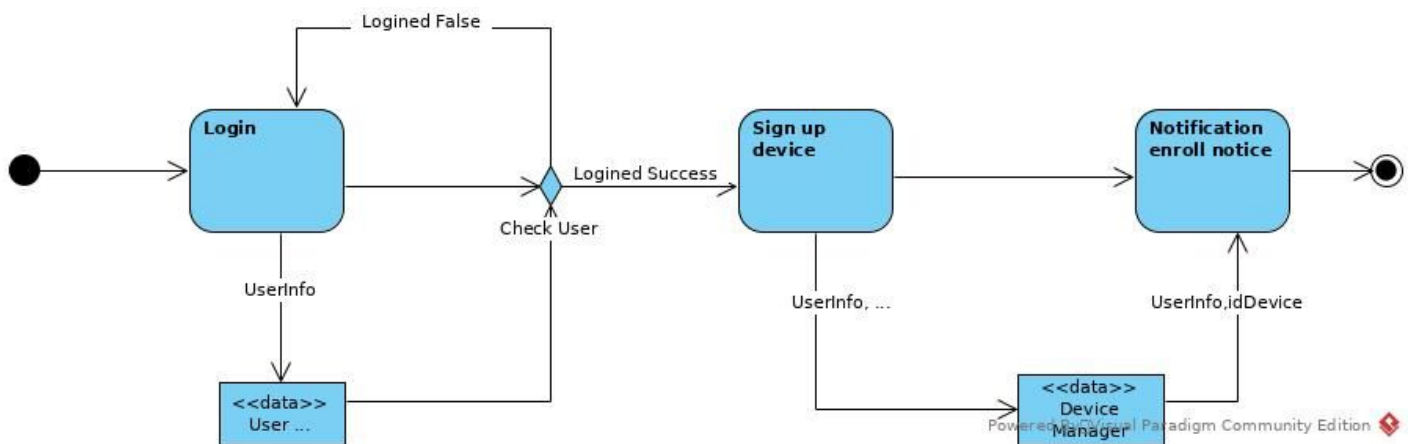 Logined False
Login
Sign up
device
Notification
enroll notice
Logined Success
Check User
UserInfo
UserInfo, ...
UserInfo,idDevice
<<data>>
User ...
<<data>>
Device
Manager
Powered By Visual Paradigm Community Edition